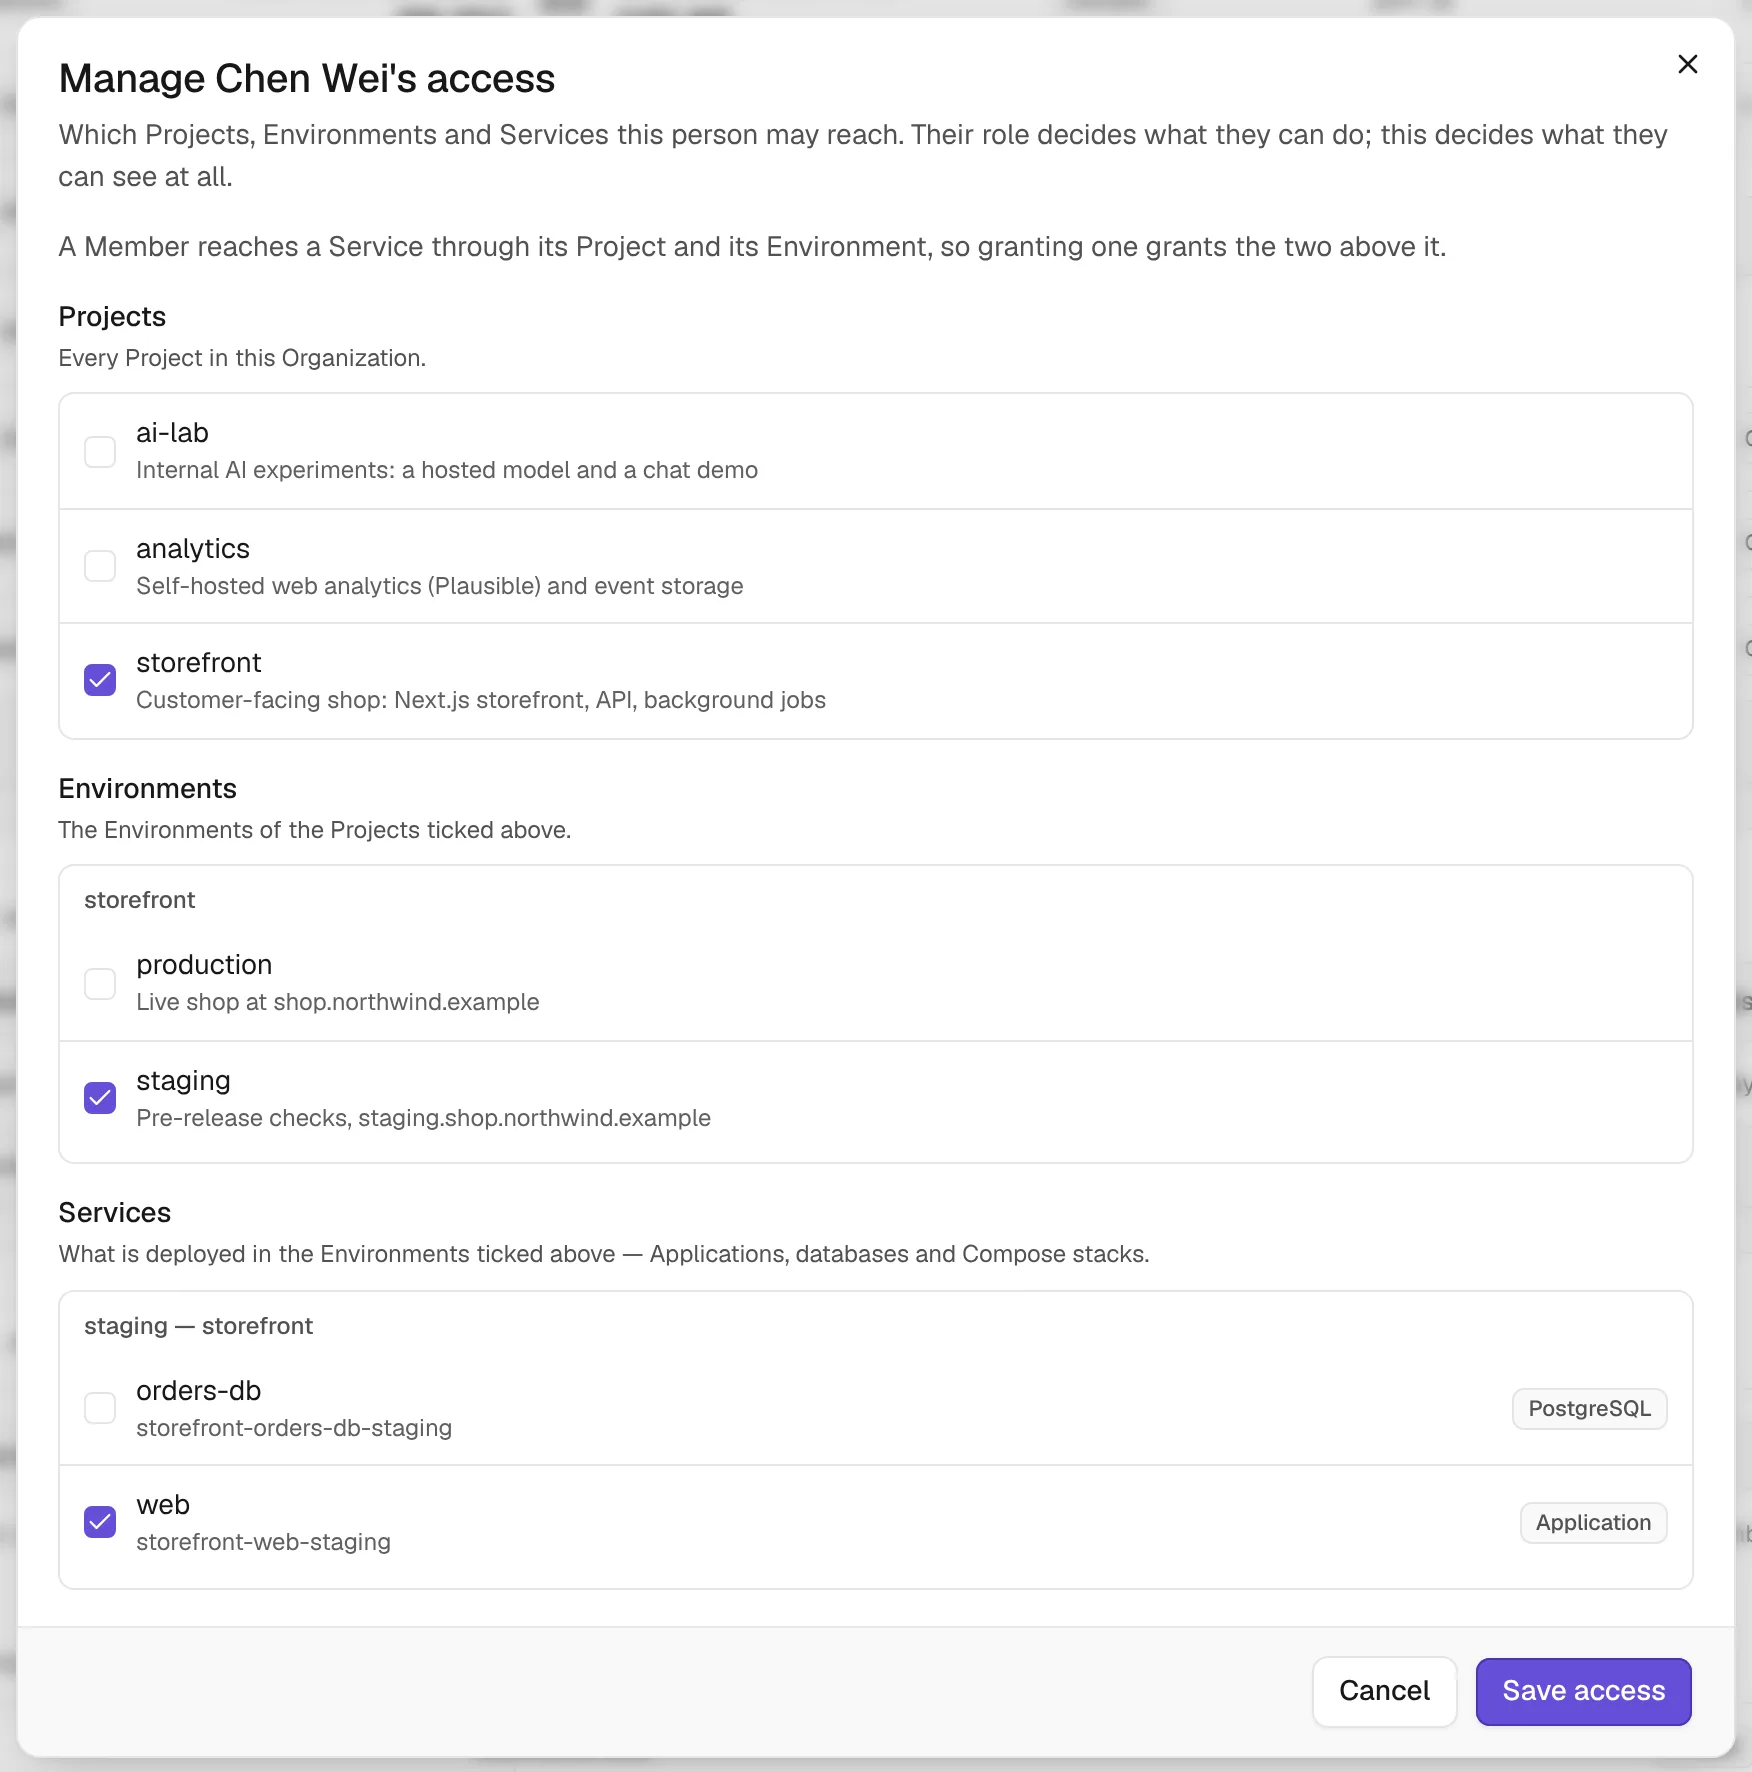 Manage Chen Wei's access
Which Projects, Environments and Services this person may reach. Their role decides what they can do; this decides what they
can see at all.
A Member reaches a Service through its Project and its Environment, so granting one grants the two above it.
Projects
Every Project in this Organization.
ai-lab
Internal AI experiments: a hosted model and a chat demo
analytics
Self-hosted web analytics (Plausible) and event storage
storefront
Customer-facing shop: Next.js storefront, API, background jobs
Environments
The Environments of the Projects ticked above.
storefront
production
Live shop at shop.northwind.example
staging
Pre-release checks, staging.shop.northwind.example
Services
What is deployed in the Environments ticked above — Applications, databases and Compose stacks.
staging — storefront
orders-db
storefront-orders-db-staging
PostgreSQL
web
storefront-web-staging
Application
Cancel
Save access